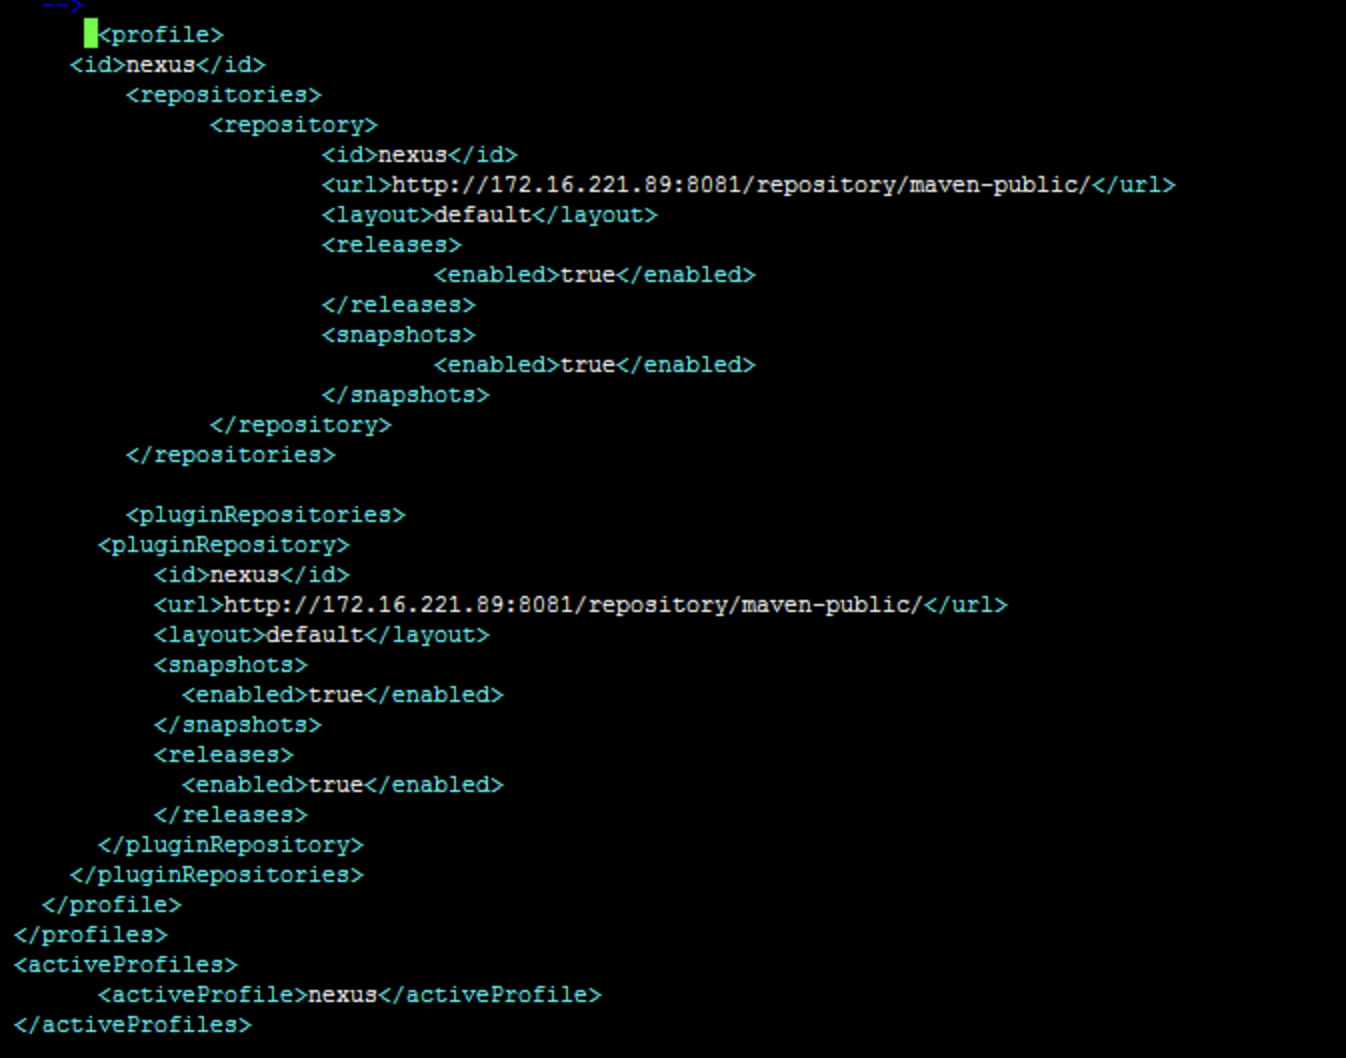 -->
<profile>
<id>nexus</id>
<repositories>
<repository>
<id>nexus</id>
<url>http://172.16.221.89:8081/repository/maven-public/</url>
<layout>default</layout>
<releases>
<enabled>true</enabled>
</releases>
<snapshots>
<enabled>true</enabled>
</snapshots>
</repository>
</repositories>
<pluginRepositories>
<pluginRepository>
<id>nexus</id>
<url>http://172.16.221.89:8081/repository/maven-public/</url>
<layout>default</layout>
<snapshots>
<enabled>true</enabled>
</snapshots>
<releases>
<enabled>true</enabled>
</releases>
</pluginRepository>
</pluginRepositories>
</profile>
</profiles>
<activeProfiles>
<activeProfile>nexus</activeProfile>
</activeProfiles>